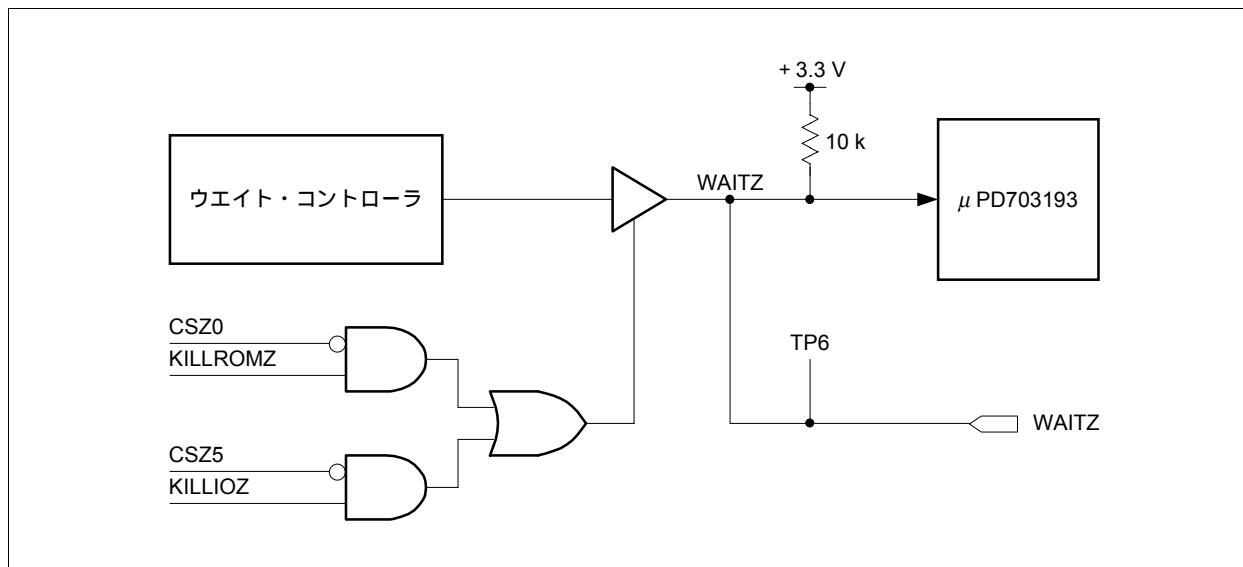 + 3.3 V
10 k
ウエイト・コントローラ
WAITZ
μ PD703193
CSZ0
KILLROMZ
TP6
WAITZ
CSZ5
KILLIOZ